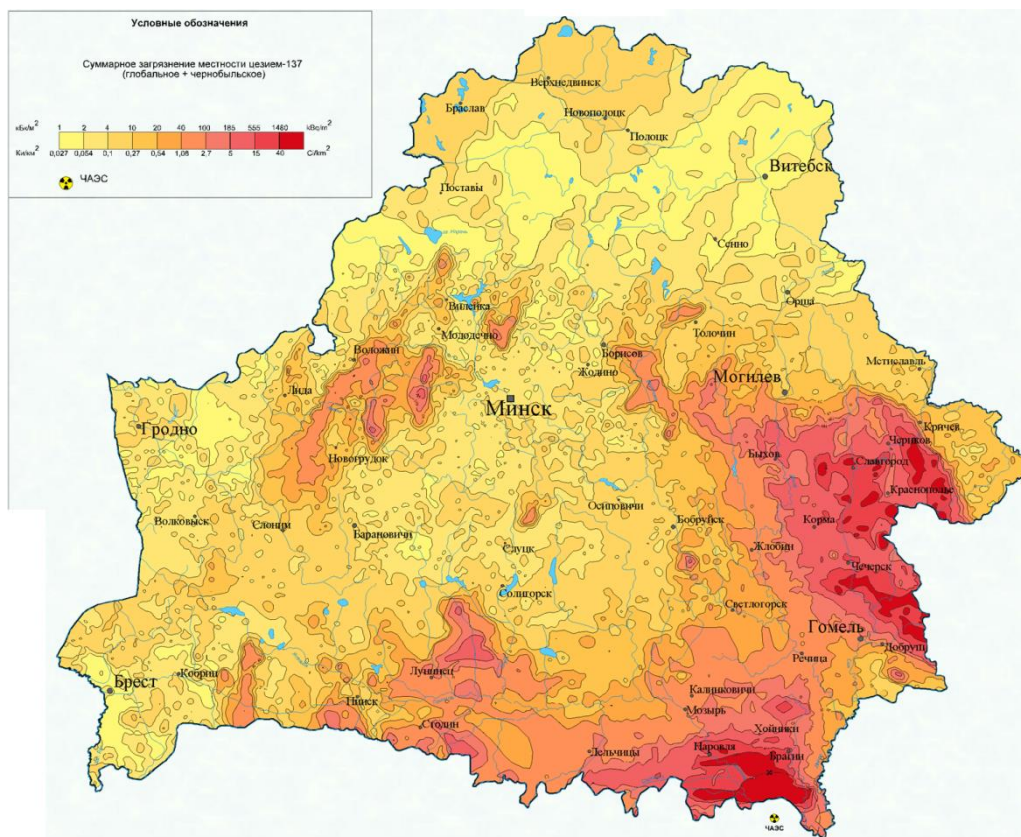 Условные обозначения
Суммарное загрязнение местности цезием-137
(глобальное + чернобыльское)
кБк/м² 1 2 4 10 20 40 100 185 555 1480 kBq/m²
Ки/км² 0,027 0,054 0,1 0,27 0,54 1,08 2,7 5 15 40 Ci/km²
ЧАЭС
Верхнедвинск
Браслав
Новополоцк
Полоцк
Витебск
Поставы
Сенно
Орша
Вилейка
Толочин
Молодечно
Борисов
Воложин
Жодино
Мстиславль
Лида
Могилев
Минск
Гродно
Кричев
Чериков
Новогрудок
Быхов
Славгород
Краснополье
Осиповичи
Волковыск
Слоним
Барановичи
Бобруйск
Корма
Слуцк
Жлобин
Чечерск
Солигорск
Светлогорск
Гомель
Добруш
Речица
Кобрин
Лунинец
Брест
Калинковичи
Пинск
Мозырь
Столин
Хойники
Лельчицы
Наровля
Брагин
ЧАЭС